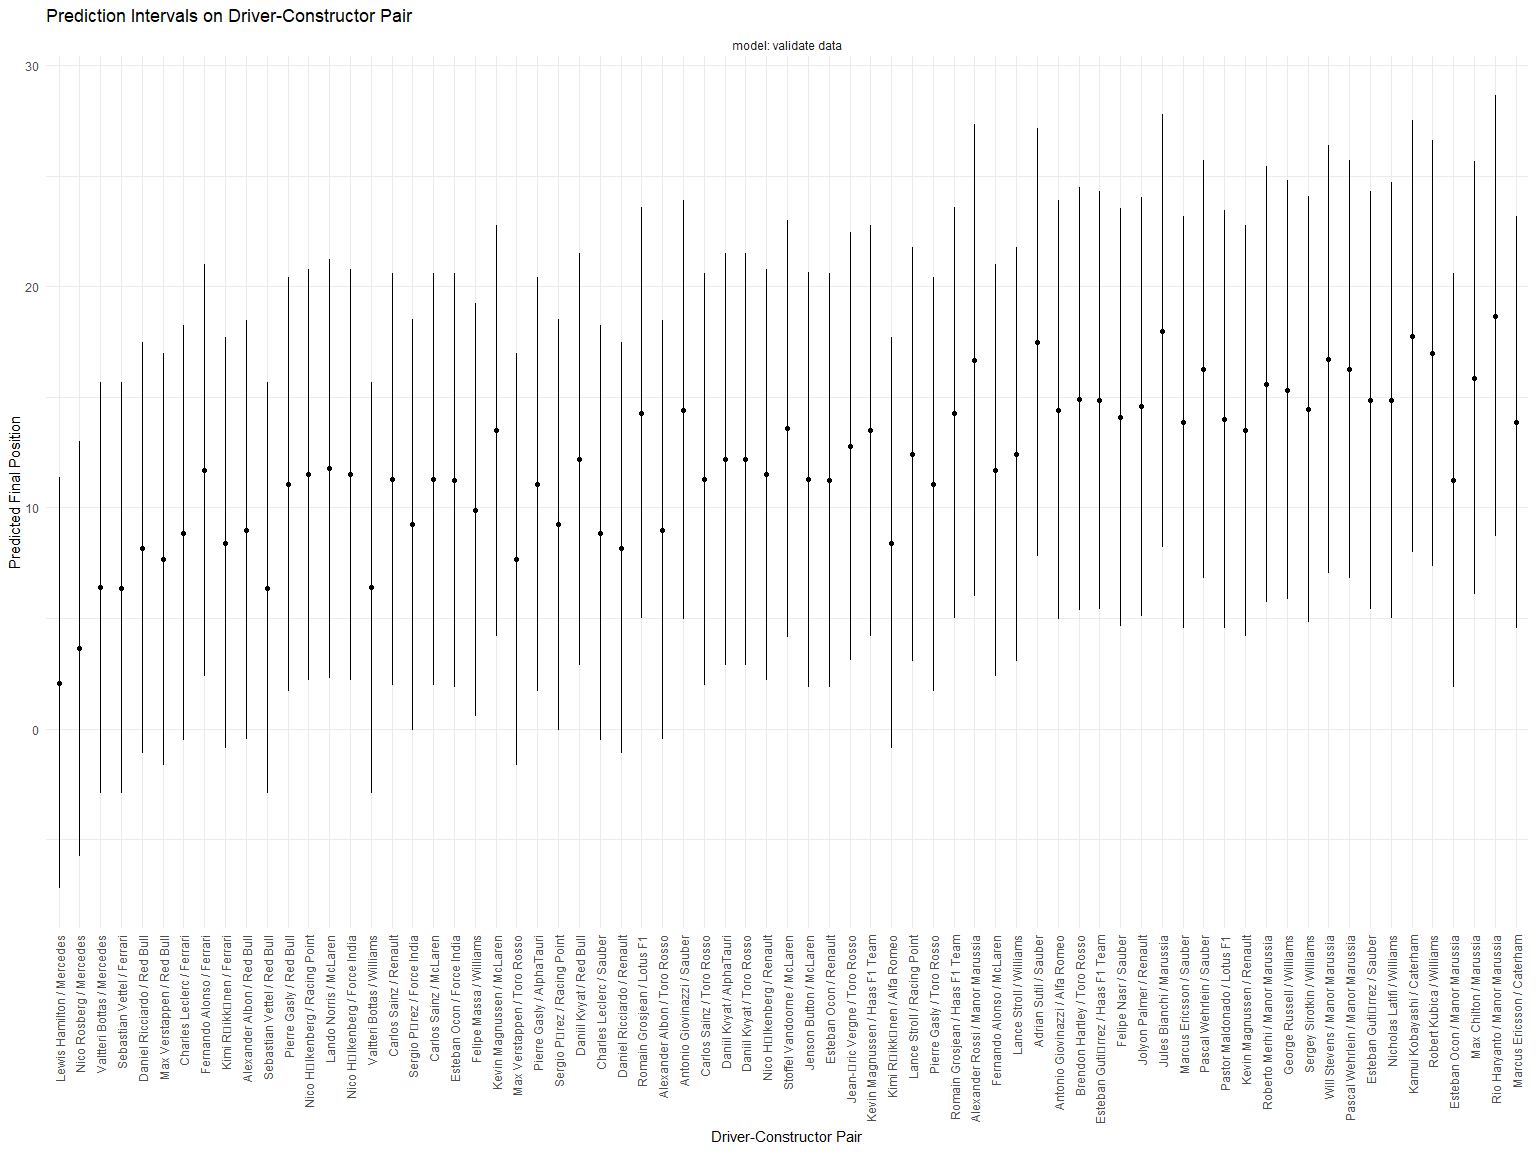 Prediction Intervals on Driver-Constructor Pair
model: validate data
30
20
10
0
Predicted Final Position
Lewis Hamilton / Mercedes
Nico Rosberg / Mercedes
Valtteri Bottas / Mercedes
Sebastian Vettel / Ferrari
Daniel Ricciardo / Red Bull
Max Verstappen / Red Bull
Charles Leclerc / Ferrari
Fernando Alonso / Ferrari
Kimi R□ikk□nen / Ferrari
Alexander Albon / Red Bull
Sebastian Vettel / Red Bull
Pierre Gasly / Red Bull
Nico H□lkenberg / Racing Point
Lando Norris / McLaren
Nico H□lkenberg / Force India
Valtteri Bottas / Williams
Carlos Sainz / Renault
Sergio P□rez / Force India
Carlos Sainz / McLaren
Esteban Ocon / Force India
Felipe Massa / Williams
Kevin Magnussen / McLaren
Max Verstappen / Toro Rosso
Pierre Gasly / AlphaTauri
Sergio P□rez / Racing Point
Daniil Kvyat / Red Bull
Charles Leclerc / Sauber
Daniel Ricciardo / Renault
Romain Grosjean / Lotus F1
Alexander Albon / Toro Rosso
Antonio Giovinazzi / Sauber
Carlos Sainz / Toro Rosso
Daniil Kvyat / AlphaTauri
Daniil Kvyat / Toro Rosso
Nico H□lkenberg / Renault
Stoffel Vandoorne / McLaren
Jenson Button / McLaren
Esteban Ocon / Renault
Jean-□ric Vergne / Toro Rosso
Kevin Magnussen / Haas F1 Team
Kimi R□ikk□nen / Alfa Romeo
Lance Stroll / Racing Point
Pierre Gasly / Toro Rosso
Romain Grosjean / Haas F1 Team
Alexander Rossi / Manor Marussia
Fernando Alonso / McLaren
Lance Stroll / Williams
Adrian Sutil / Sauber
Antonio Giovinazzi / Alfa Romeo
Brendon Hartley / Toro Rosso
Esteban Guti□rrez / Haas F1 Team
Felipe Nasr / Sauber
Jolyon Palmer / Renault
Jules Bianchi / Marussia
Marcus Ericsson / Sauber
Pascal Wehrlein / Sauber
Pastor Maldonado / Lotus F1
Kevin Magnussen / Renault
Roberto Merhi / Manor Marussia
George Russell / Williams
Sergey Sirotkin / Williams
Will Stevens / Manor Marussia
Pascal Wehrlein / Manor Marussia
Esteban Guti□rrez / Sauber
Nicholas Latifi / Williams
Kamui Kobayashi / Caterham
Robert Kubica / Williams
Esteban Ocon / Manor Marussia
Max Chilton / Marussia
Rio Haryanto / Manor Marussia
Marcus Ericsson / Caterham
Driver-Constructor Pair